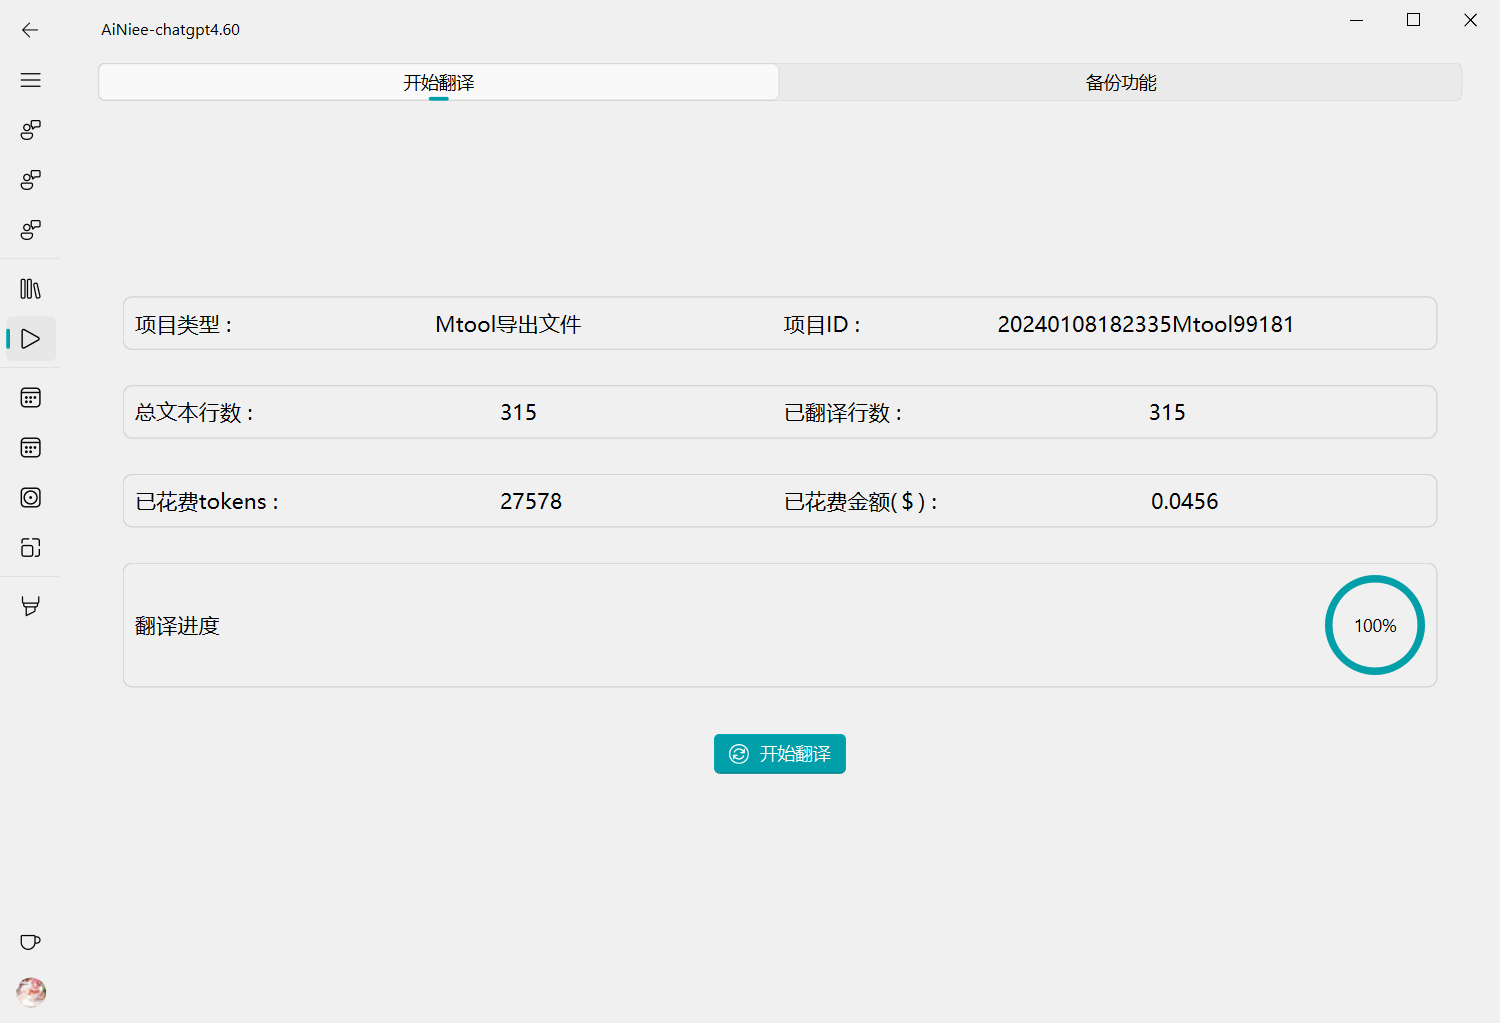 AiNiee-chatgpt4.60
开始翻译 备份功能
项目类型： Mtool导出文件 项目ID： 20240108182335Mtool99181
总文本行数： 315 已翻译行数： 315
已花费tokens： 27578 已花费金额(＄)： 0.0456
翻译进度 100%
开始翻译